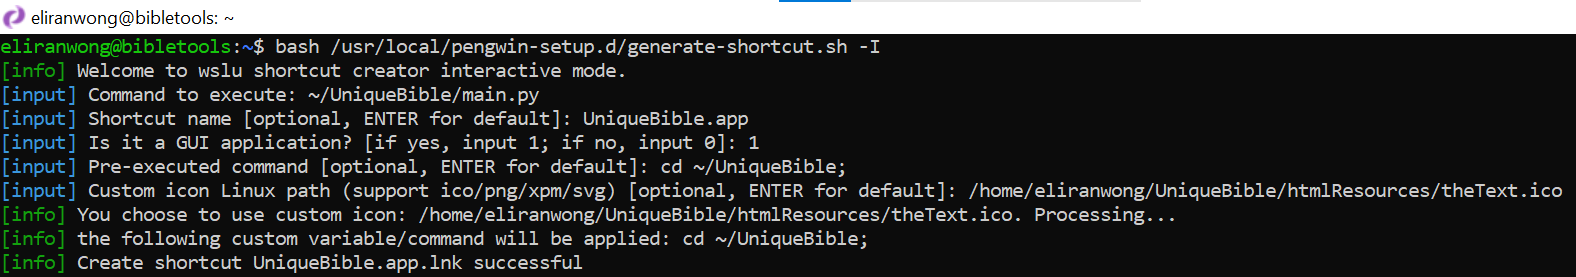 eliranwong@bibletools: ~
eliranwong@bibletools:~$ bash /usr/local/pengwin-setup.d/generate-shortcut.sh -I
[info] Welcome to wslu shortcut creator interactive mode.
[input] Command to execute: ~/UniqueBible/main.py
[input] Shortcut name [optional, ENTER for default]: UniqueBible.app
[input] Is it a GUI application? [if yes, input 1; if no, input 0]: 1
[input] Pre-executed command [optional, ENTER for default]: cd ~/UniqueBible;
[input] Custom icon Linux path (support ico/png/xpm/svg) [optional, ENTER for default]: /home/eliranwong/UniqueBible/htmlResources/theText.ico
[info] You choose to use custom icon: /home/eliranwong/UniqueBible/htmlResources/theText.ico. Processing...
[info] the following custom variable/command will be applied: cd ~/UniqueBible;
[info] Create shortcut UniqueBible.app.lnk successful